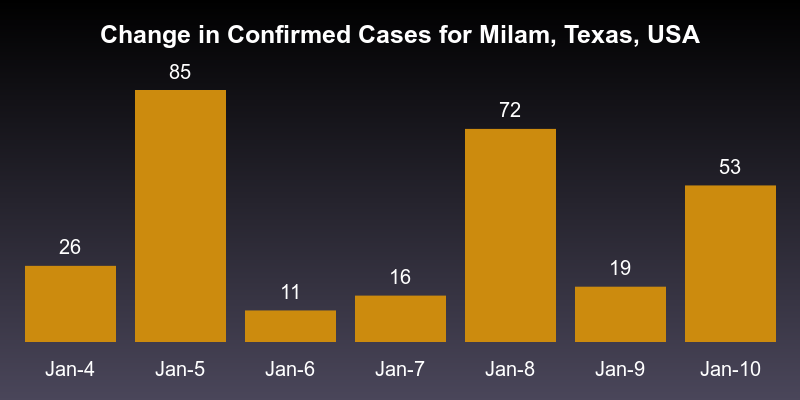 Change in Confirmed Cases for Milam, Texas, USA
26
85
11
16
72
19
53
Jan-4
Jan-5
Jan-6
Jan-7
Jan-8
Jan-9
Jan-10